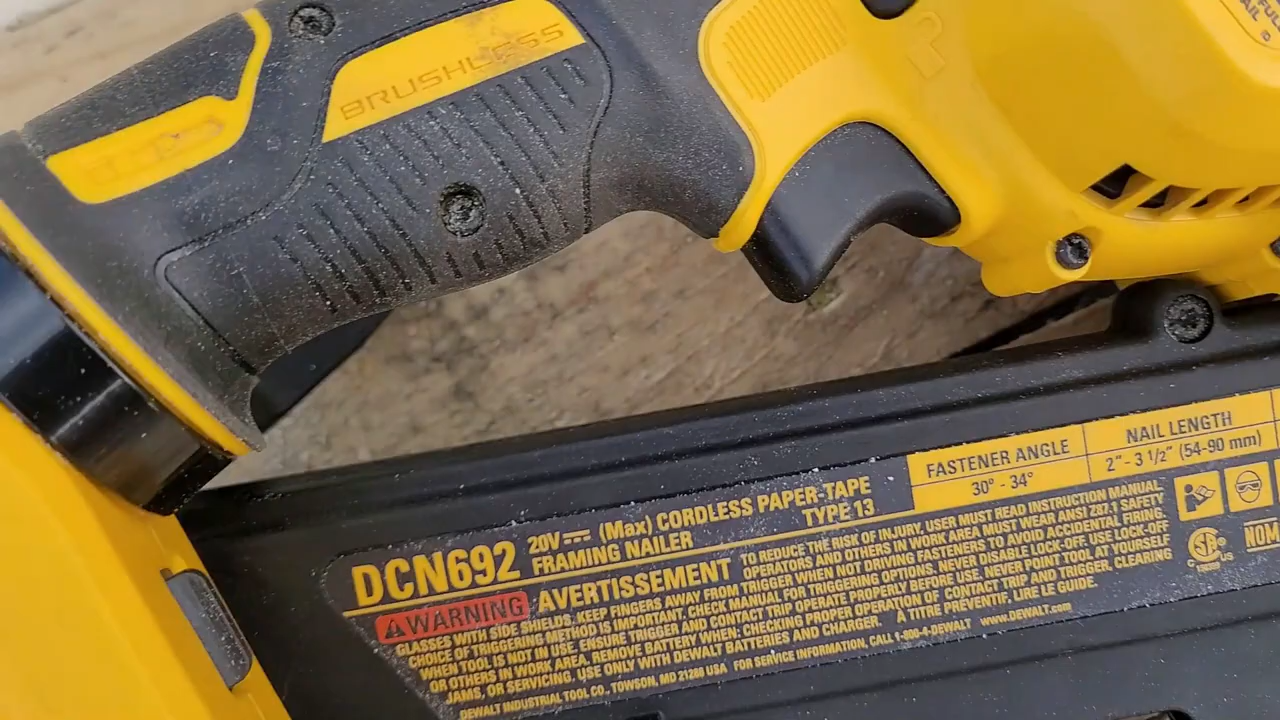 BRUSHLESS
FASTENER ANGLE
30° - 34°
NAIL LENGTH
2" - 3 1/2" (54-90 mm)
DCN692
20V⎓ (Max) CORDLESS PAPER-TAPE
FRAMING NAILER
TYPE 13
WARNING
AVERTISSEMENT
TO REDUCE THE RISK OF INJURY, USER MUST READ INSTRUCTION MANUAL.
OPERATORS AND OTHERS IN WORK AREA MUST WEAR ANSI Z87.1 SAFETY
GLASSES WITH SIDE SHIELDS. KEEP FINGERS AWAY FROM TRIGGER WHEN NOT DRIVING FASTENERS TO AVOID ACCIDENTAL FIRING.
CHOICE OF TRIGGERING METHOD IS IMPORTANT. CHECK MANUAL FOR TRIGGERING OPTIONS. NEVER DISABLE LOCK-OFF. USE LOCK-OFF
WHEN TOOL IS NOT IN USE. ENSURE TRIGGER AND CONTACT TRIP OPERATE PROPERLY BEFORE USE. NEVER POINT TOOL AT YOURSELF
OR OTHERS IN WORK AREA. REMOVE BATTERY WHEN: CHECKING PROPER OPERATION OF CONTACT TRIP AND TRIGGER, CLEARING
JAMS, OR SERVICING. USE ONLY WITH DEWALT BATTERIES AND CHARGER. A TITRE PRÉVENTIF, LIRE LE GUIDE.
DEWALT INDUSTRIAL TOOL CO., TOWSON, MD 21286 USA FOR SERVICE INFORMATION, CALL 1-800-4-DEWALT www.DEWALT.com
NOM